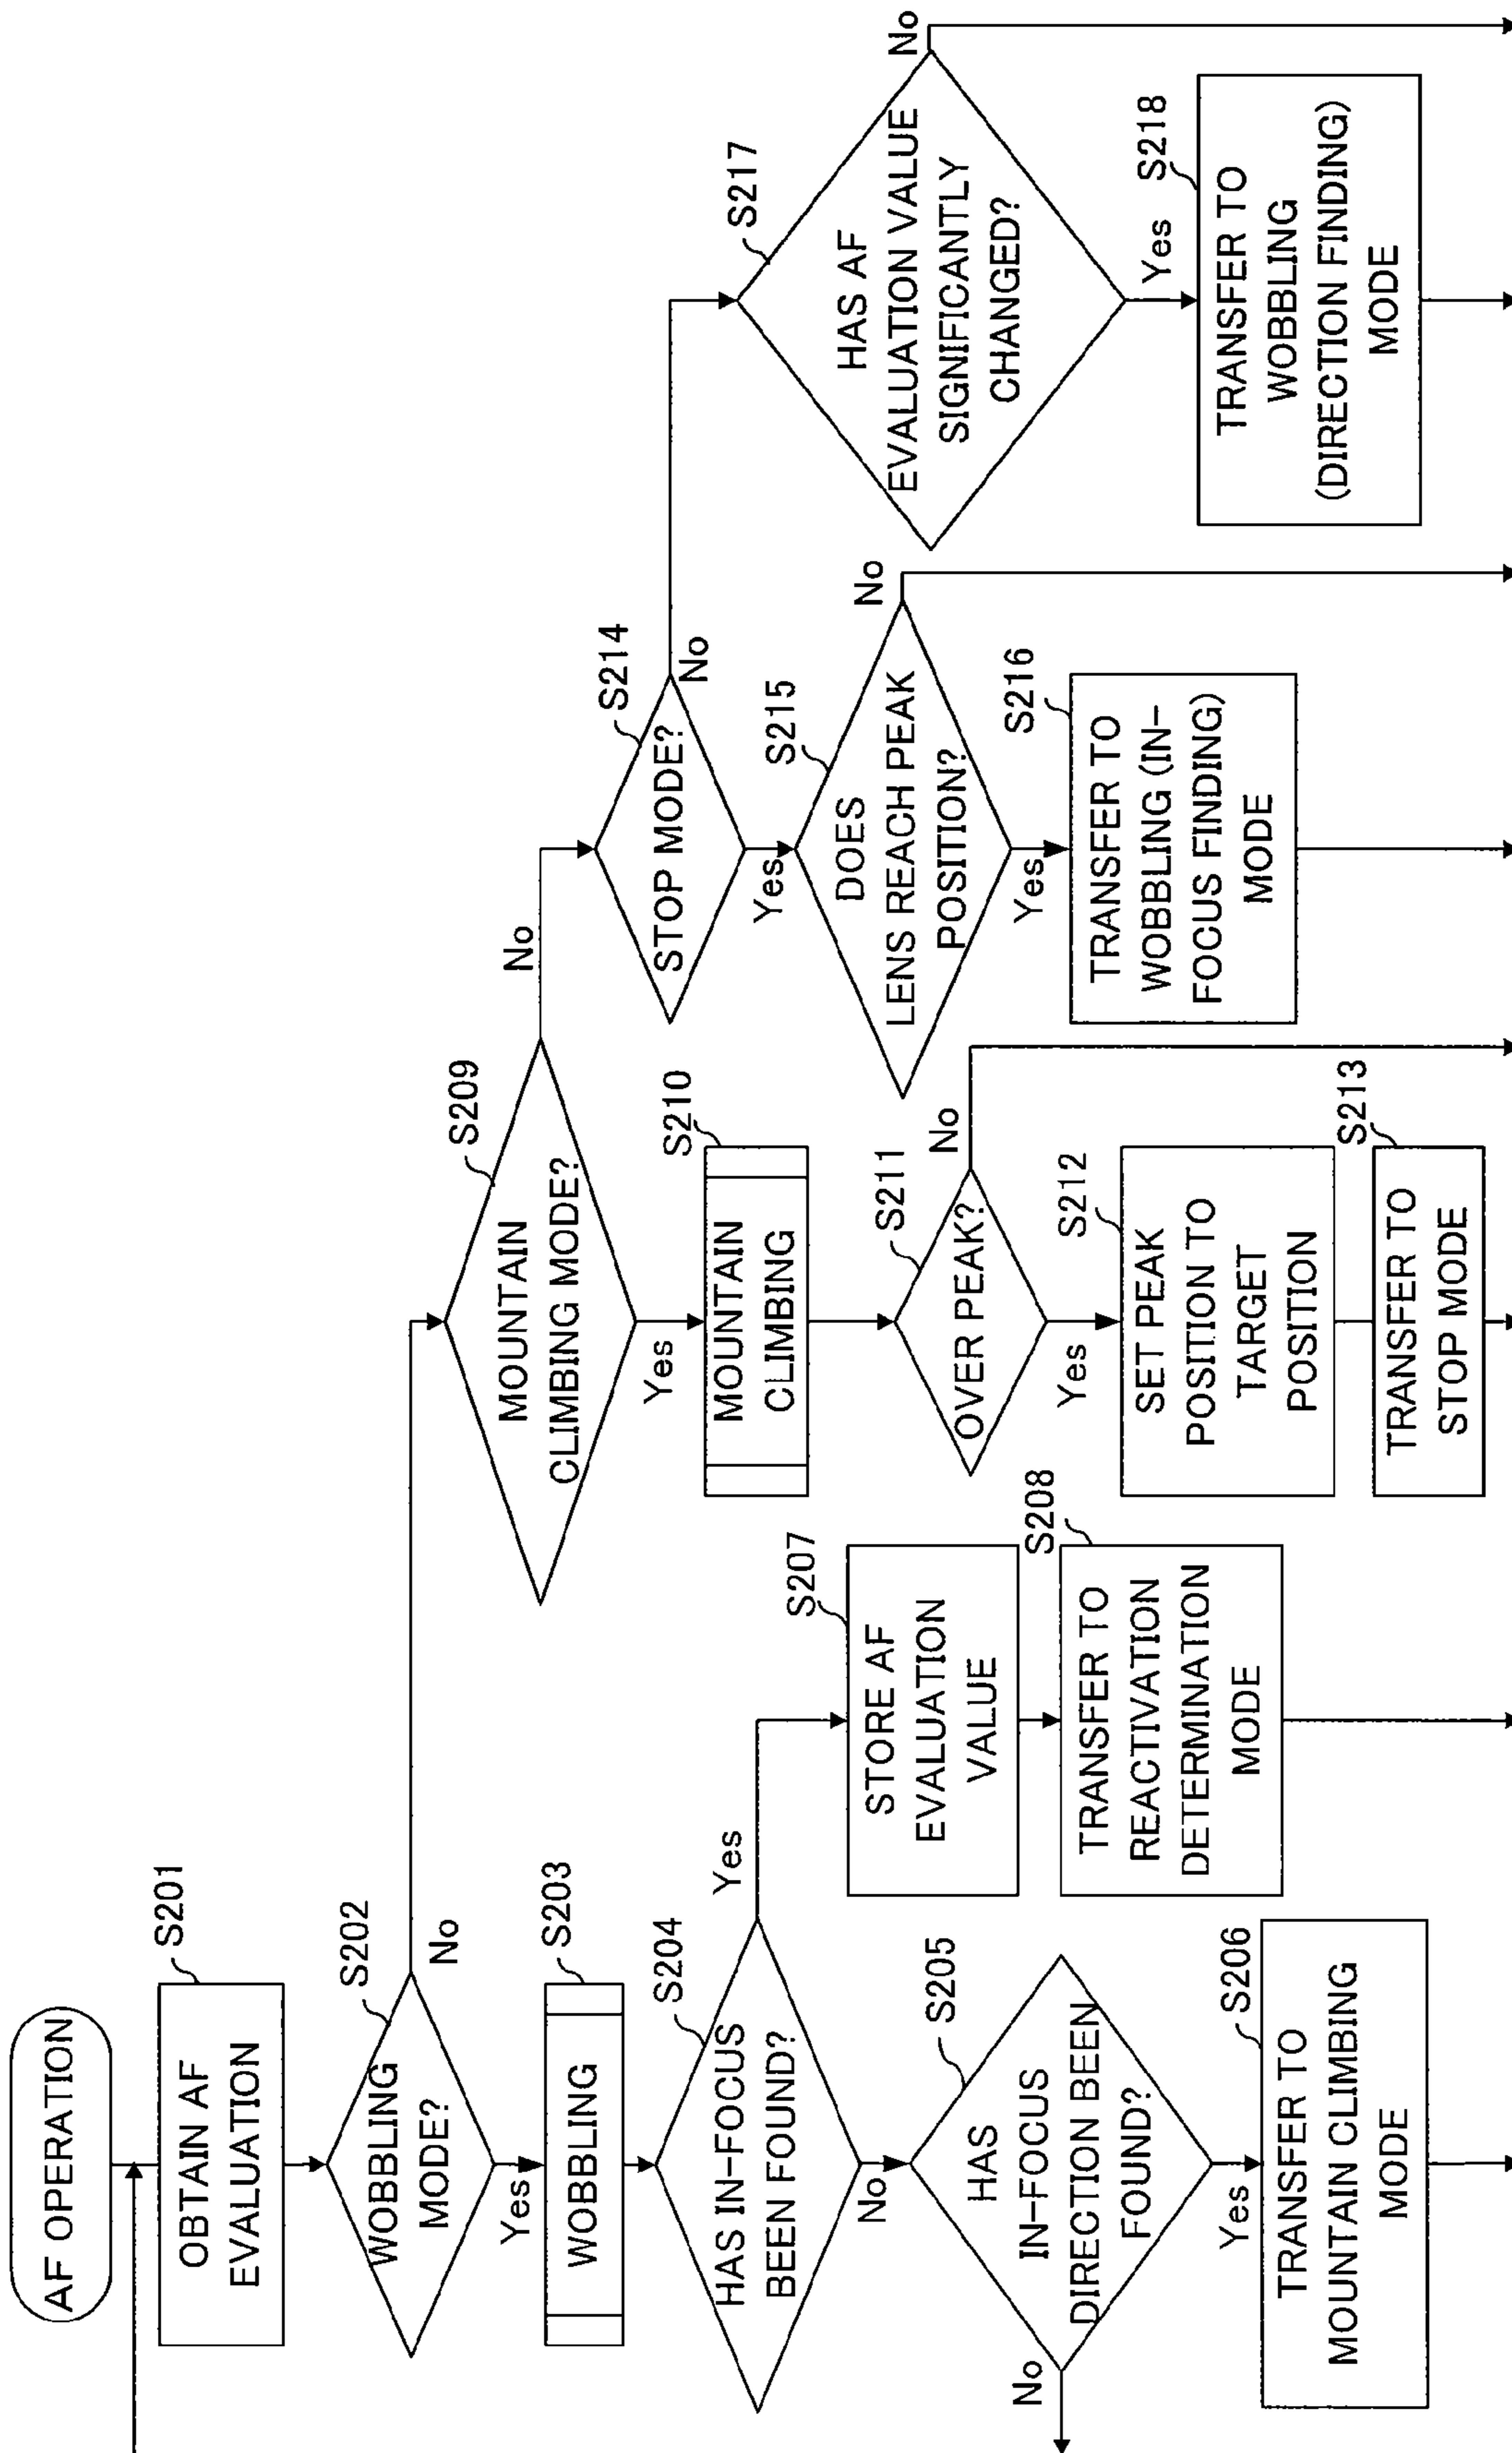 AF OPERATION
S201
OBTAIN AF
EVALUATION
S202
WOBBLING
MODE?
No
Yes
S203
WOBBLING
S204
HAS IN-FOCUS
BEEN FOUND?
Yes
No
S205
HAS
IN-FOCUS
DIRECTION BEEN
FOUND?
No
Yes
S206
TRANSFER TO
MOUNTAIN CLIMBING
MODE
S207
STORE AF
EVALUATION
VALUE
S208
TRANSFER TO
REACTIVATION
DETERMINATION
MODE
S209
MOUNTAIN
CLIMBING MODE?
No
Yes
S210
MOUNTAIN
CLIMBING
S211
OVER PEAK?
No
Yes
S212
SET PEAK
POSITION TO
TARGET
POSITION
S213
TRANSFER TO
STOP MODE
S214
STOP MODE?
No
Yes
S215
DOES
LENS REACH PEAK
POSITION?
No
Yes
S216
TRANSFER TO
WOBBLING (IN-
FOCUS FINDING)
MODE
S217
HAS AF
EVALUATION VALUE
SIGNIFICANTLY
CHANGED?
No
Yes
S218
TRANSFER TO
WOBBLING
(DIRECTION FINDING)
MODE